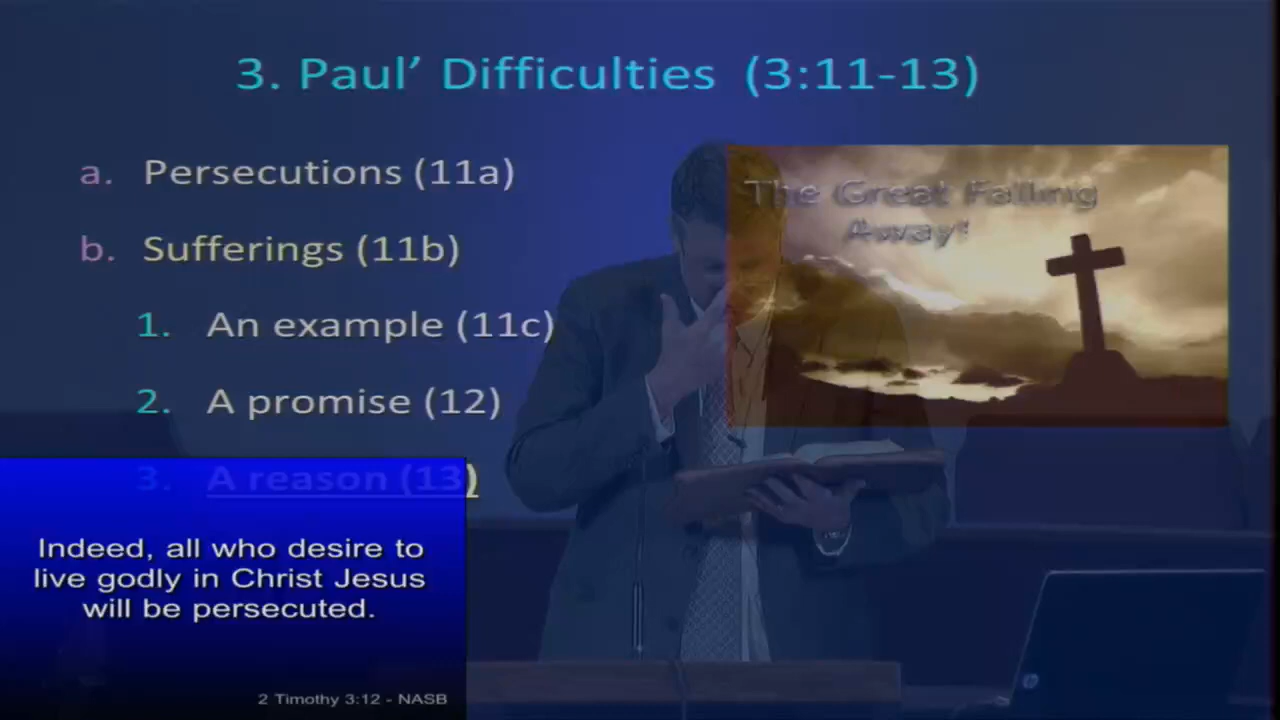 3. Paul’ Difficulties (3:11-13)
a. Persecutions (11a)
b. Sufferings (11b)
1. An example (11c)
2. A promise (12)
3. A reason (13)
The Great Falling
Away!
Indeed, all who desire to
live godly in Christ Jesus
will be persecuted.
2 Timothy 3:12 - NASB
hp